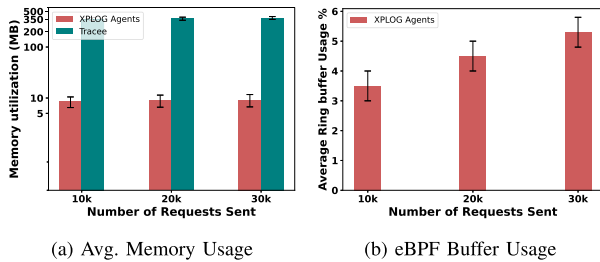 XPLOG Agents
Tracee
Memory utilization (MB)
500
350
200
100
10
5
10k 20k 30k
Number of Requests Sent
(a) Avg. Memory Usage
XPLOG Agents
Average Ring buffer Usage %
6
5
4
3
2
1
0
10k 20k 30k
Number of Requests Sent
(b) eBPF Buffer Usage